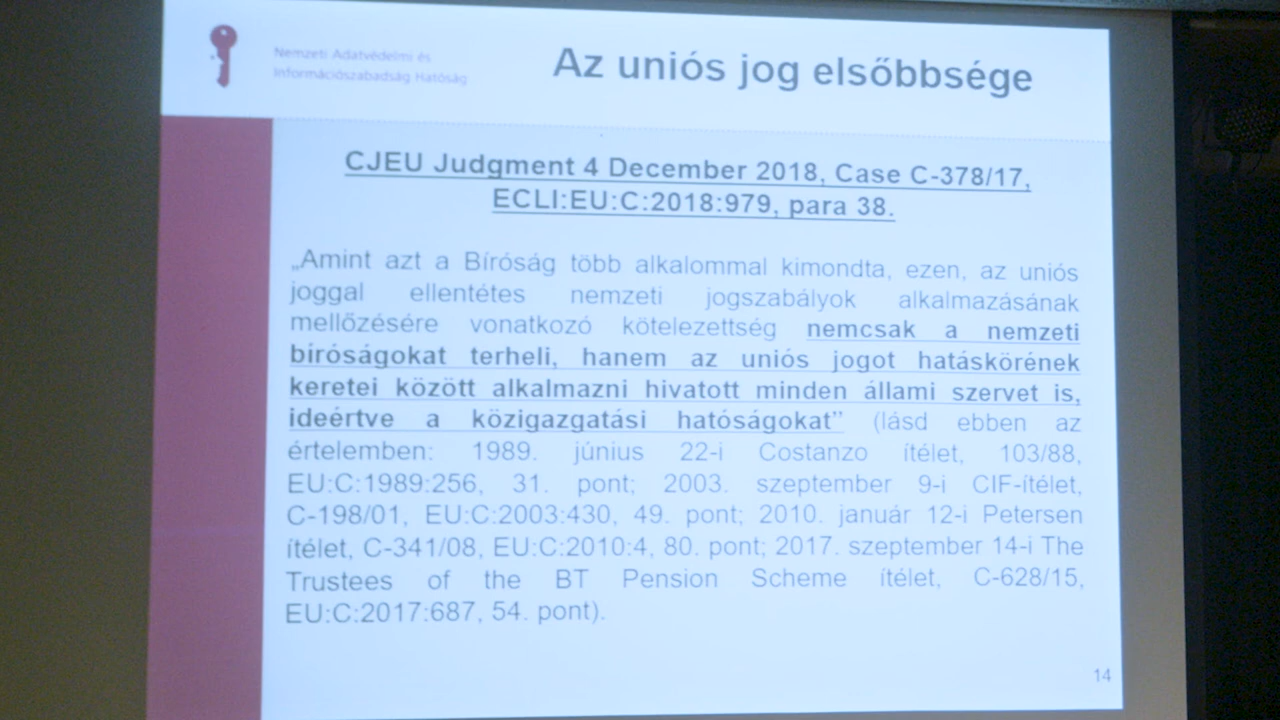 Nemzeti Adatvédelmi és
Információszabadság Hatóság
Az uniós jog elsőbbsége
CJEU Judgment 4 December 2018, Case C-378/17,
ECLI:EU:C:2018:979, para 38.
„Amint azt a Bíróság több alkalommal kimondta, ezen, az uniós
joggal ellentétes nemzeti jogszabályok alkalmazásának
mellőzésére vonatkozó kötelezettség nemcsak a nemzeti
bíróságokat terheli, hanem az uniós jogot hatáskörének
keretei között alkalmazni hivatott minden állami szervet is,
ideértve a közigazgatási hatóságokat” (lásd ebben az
értelemben: 1989. június 22-i Costanzo ítélet, 103/88,
EU:C:1989:256, 31. pont; 2003. szeptember 9-i CIF-ítélet,
C-198/01, EU:C:2003:430, 49. pont; 2010. január 12-i Petersen
ítélet, C-341/08, EU:C:2010:4, 80. pont; 2017. szeptember 14-i The
Trustees of the BT Pension Scheme ítélet, C-628/15,
EU:C:2017:687, 54. pont).
14